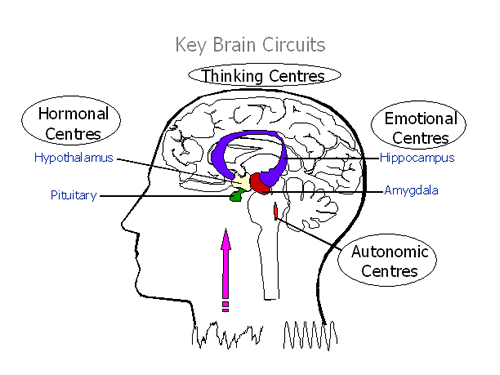 Key Brain Circuits
Thinking Centres
Hormonal
Centres
Emotional
Centres
Hypothalamus
Hippocampus
Pituitary
Amygdala
Autonomic
Centres